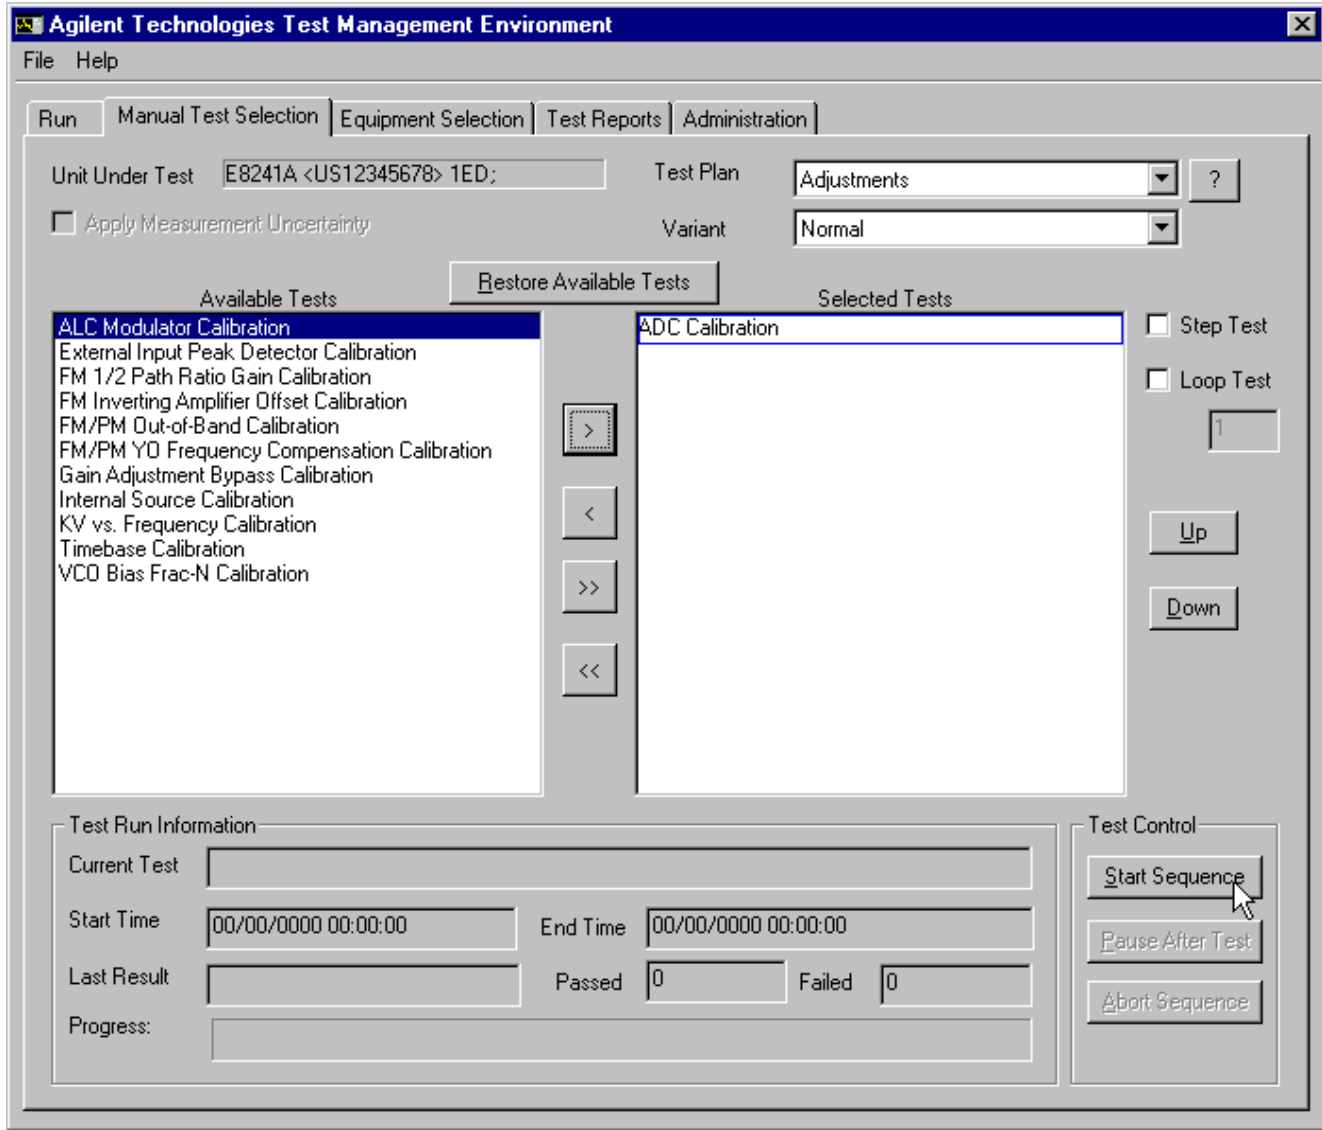 Agilent Technologies Test Management Environment
File Help
Run Manual Test Selection Equipment Selection Test Reports Administration
Unit Under Test E8241A <US12345678> 1ED; Test Plan Adjustments ?
Apply Measurement Uncertainty Variant Normal
Restore Available Tests
Available Tests Selected Tests
ALC Modulator Calibration ADC Calibration Step Test
External Input Peak Detector Calibration
FM 1/2 Path Ratio Gain Calibration Loop Test
FM Inverting Amplifier Offset Calibration
FM/PM Out-of-Band Calibration > 1
FM/PM YO Frequency Compensation Calibration
Gain Adjustment Bypass Calibration
Internal Source Calibration <
KV vs. Frequency Calibration Up
Timebase Calibration
VCO Bias Frac-N Calibration >>
Down
<<
Test Run Information Test Control
Current Test Start Sequence
Start Time 00/00/0000 00:00:00 End Time 00/00/0000 00:00:00
Pause After Test
Last Result Passed 0 Failed 0
Abort Sequence
Progress: